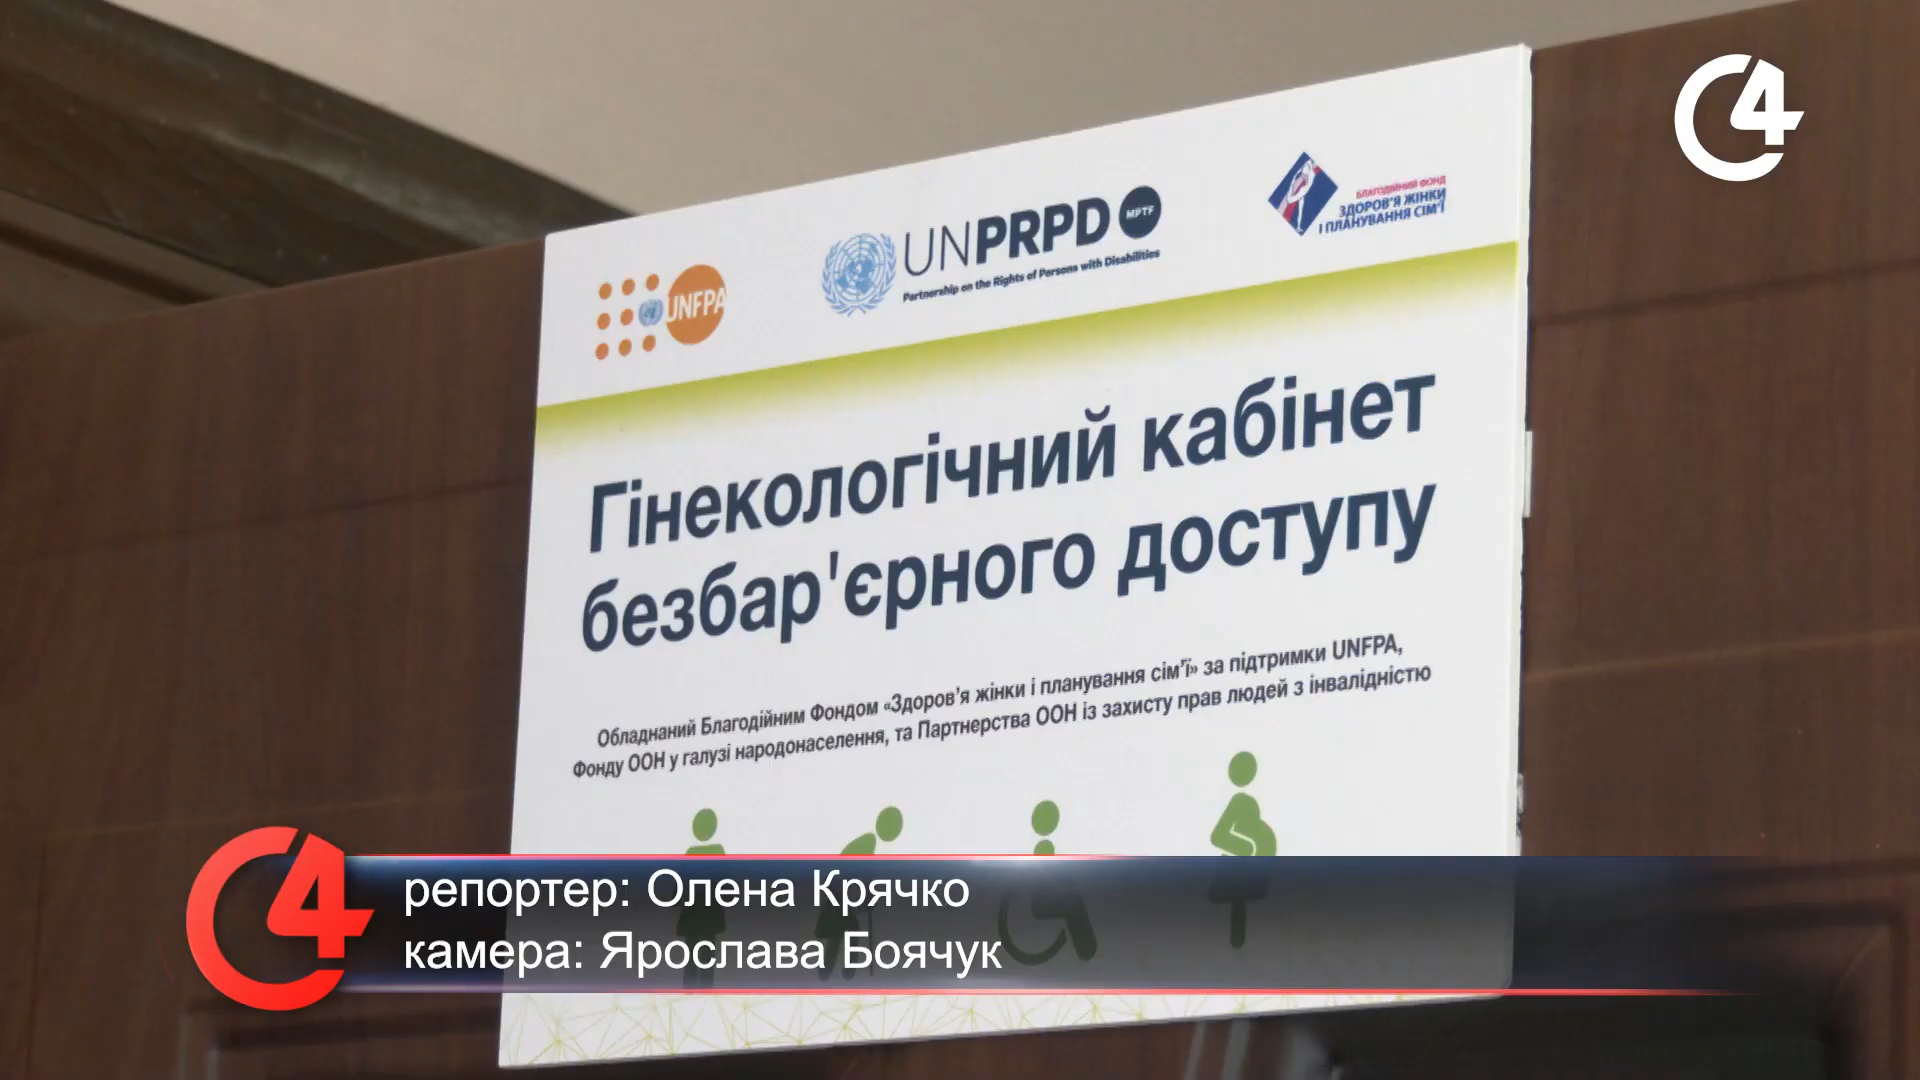 C4
UNFPA
UNPRPD MPTF
Partnership on the Rights of Persons with Disabilities
БЛАГОДІЙНИЙ ФОНД
ЗДОРОВ'Я ЖІНКИ
І ПЛАНУВАННЯ СІМ'Ї
Гінекологічний кабінет
безбар'єрного доступу
Обладнаний Благодійним Фондом «Здоров'я жінки і планування сім'ї» за підтримки UNFPA,
Фонду ООН у галузі народонаселення, та Партнерства ООН із захисту прав людей з інвалідністю
C4
репортер: Олена Крячко
камера: Ярослава Боячук